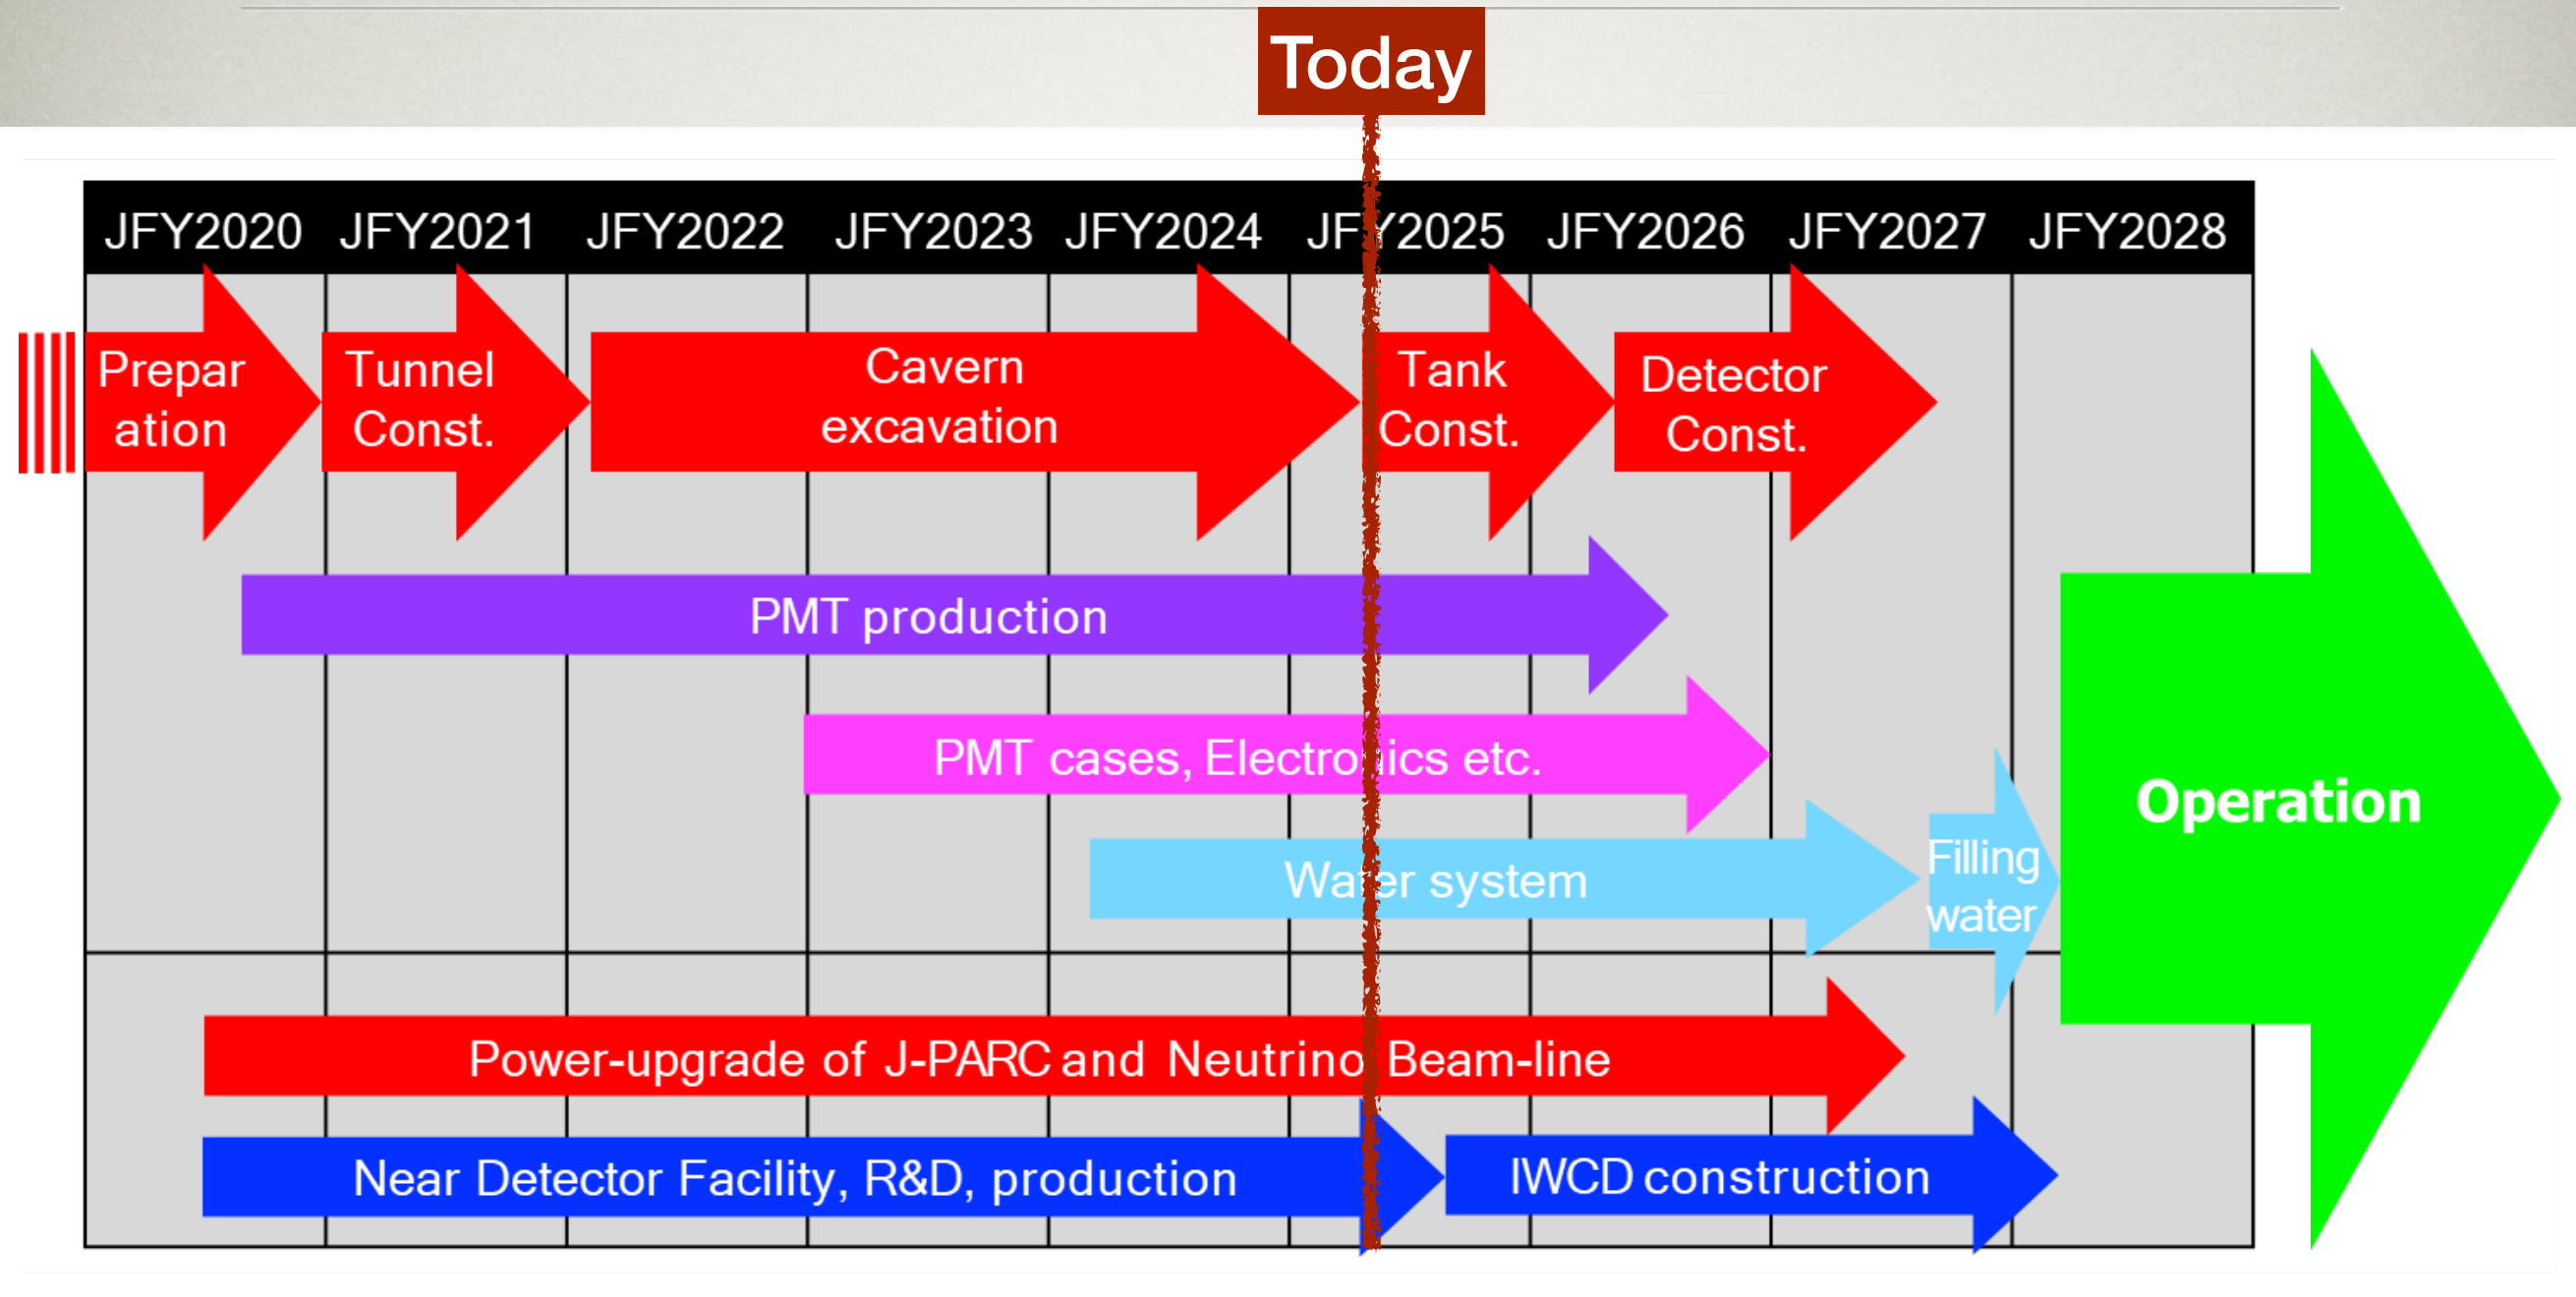 Today
JFY2020 JFY2021 JFY2022 JFY2023 JFY2024 JFY2025 JFY2026 JFY2027 JFY2028
Prepar
ation
Tunnel
Const.
Cavern
excavation
Tank
Const.
Detector
Const.
PMT production
PMT cases, Electronics etc.
Water system
Filling
water
Operation
Power-upgrade of J-PARC and Neutrino Beam-line
Near Detector Facility, R&D, production
IWCD construction